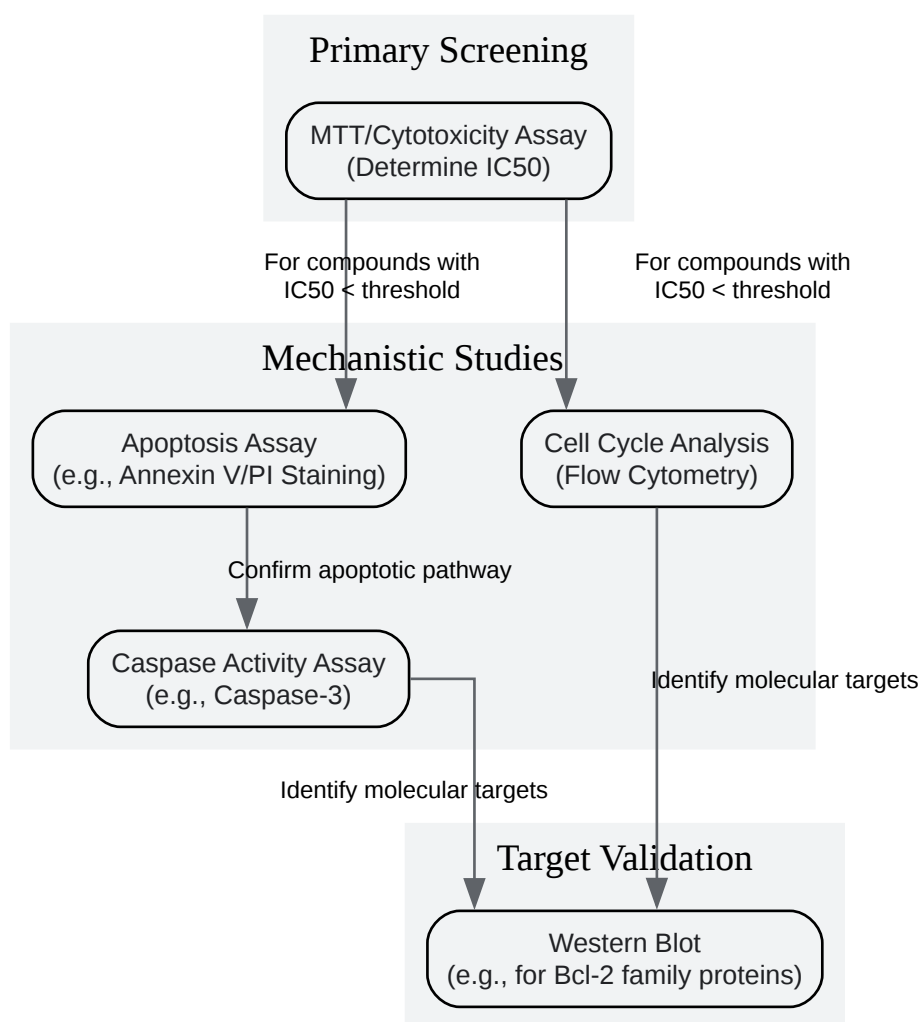 Primary Screening
MTT/Cytotoxicity Assay
(Determine IC50)
For compounds with
IC50 < threshold
For compounds with
IC50 < threshold
Mechanistic Studies
Apoptosis Assay
(e.g., Annexin V/PI Staining)
Cell Cycle Analysis
(Flow Cytometry)
Confirm apoptotic pathway
Caspase Activity Assay
(e.g., Caspase-3)
Identify molecular targets
Identify molecular targets
Target Validation
Western Blot
(e.g., for Bcl-2 family proteins)